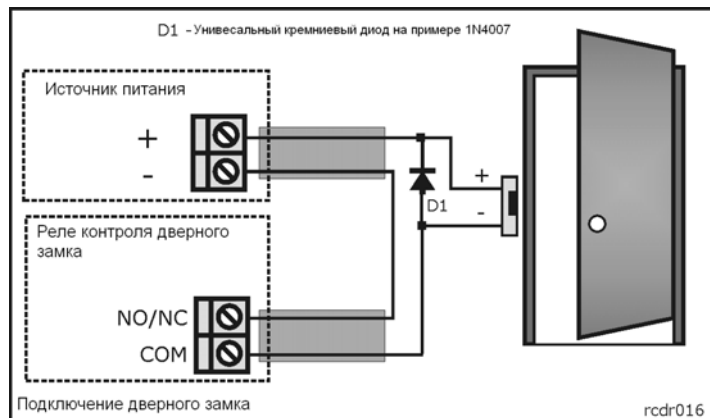 D1 - Унивесальный кремниевый диод на примере 1N4007
Источник питания
+
-
+
-
D1
Реле контроля дверного
замка
NO/NC
COM
Подключение дверного замка
rcdr016